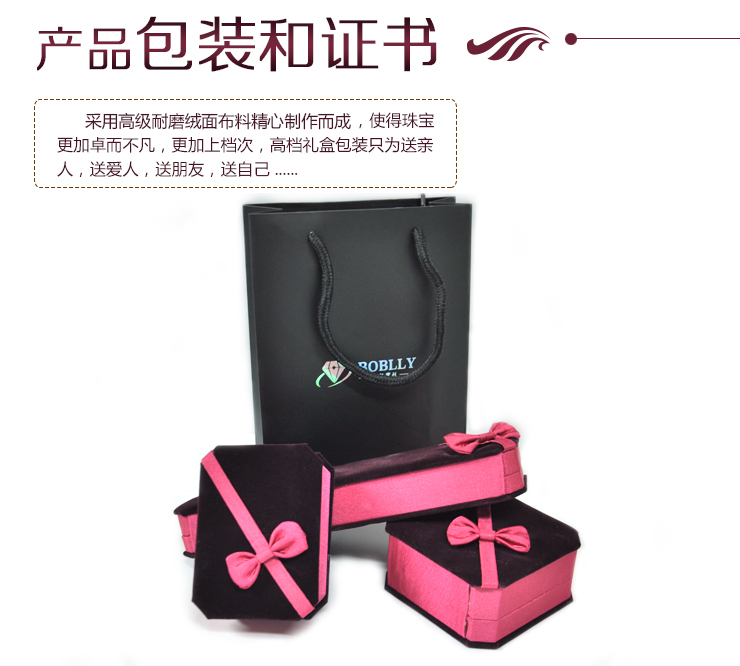 产品包装和证书
采用高级耐磨绒面布料精心制作而成，使得珠宝
更加卓而不凡，更加上档次，高档礼盒包装只为送亲
人，送爱人，送朋友，送自己 ......
BOBLLY